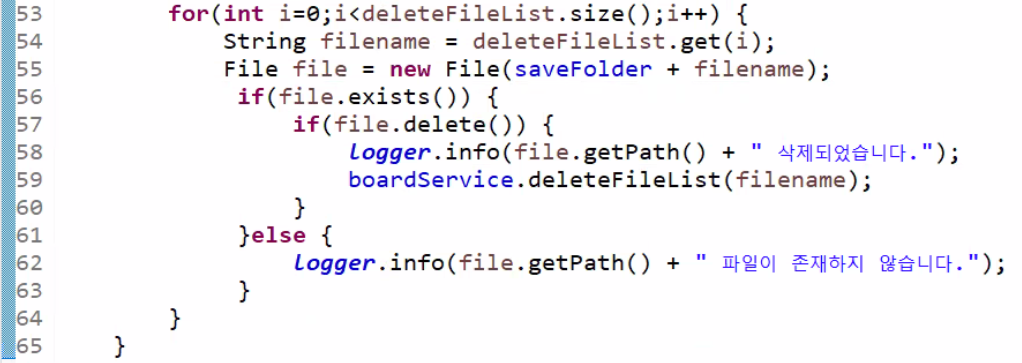 53 for(int i=0;i<deleteFileList.size();i++) {
54 String filename = deleteFileList.get(i);
55 File file = new File(saveFolder + filename);
56 if(file.exists()) {
57 if(file.delete()) {
58 logger.info(file.getPath() + " 삭제되었습니다.");
59 boardService.deleteFileList(filename);
60 }
61 }else {
62 logger.info(file.getPath() + " 파일이 존재하지 않습니다.");
63 }
64 }
65 }